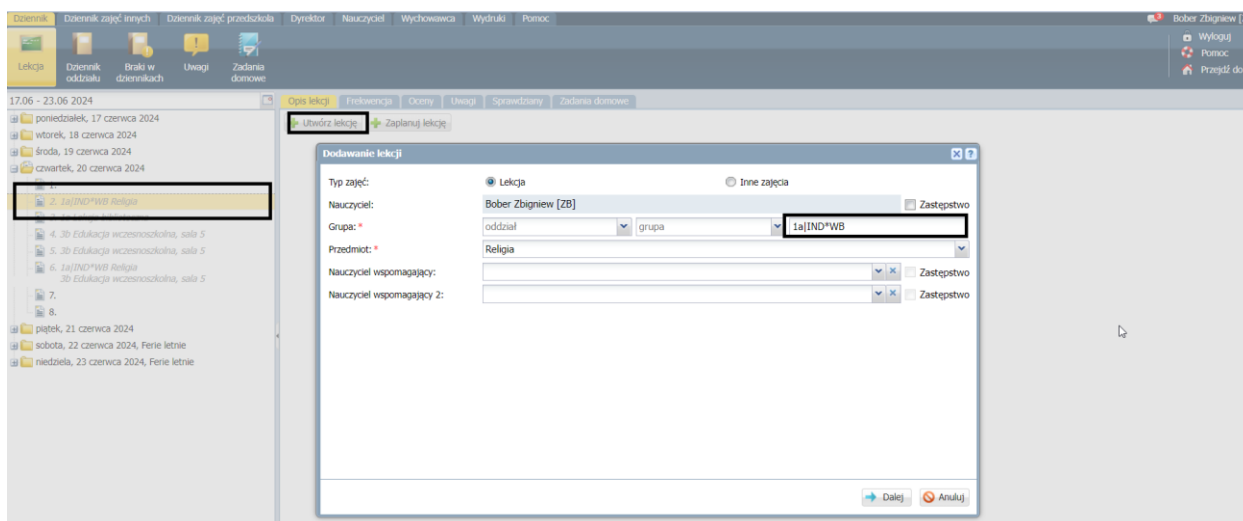 Dziennik Dziennik zajęć innych Dziennik zajęć przedszkola Dyrektor Nauczyciel Wychowawca Wydruki Pomoc
Bober Zbigniew [
Wyloguj
Pomoc
Przejdź do
Lekcja Dziennik oddziału Braki w dziennikach Uwagi Zadania domowe
17.06 - 23.06 2024
poniedziałek, 17 czerwca 2024
wtorek, 18 czerwca 2024
środa, 19 czerwca 2024
czwartek, 20 czerwca 2024
1.
2. 1a|IND*WB Religia
4. 3b Edukacja wczesnoszkolna, sala 5
5. 3b Edukacja wczesnoszkolna, sala 5
6. 1a|IND*WB Religia
3b Edukacja wczesnoszkolna, sala 5
7.
8.
piątek, 21 czerwca 2024
sobota, 22 czerwca 2024, Ferie letnie
niedziela, 23 czerwca 2024, Ferie letnie
Opis lekcji Frekwencja Oceny Uwagi Sprawdziany Zadania domowe
Utwórz lekcję Zaplanuj lekcję
Dodawanie lekcji
Typ zajęć: Lekcja Inne zajęcia
Nauczyciel: Bober Zbigniew [ZB] Zastępstwo
Grupa: * oddział grupa 1a|IND*WB
Przedmiot: * Religia
Nauczyciel wspomagający: Zastępstwo
Nauczyciel wspomagający 2: Zastępstwo
Dalej Anuluj